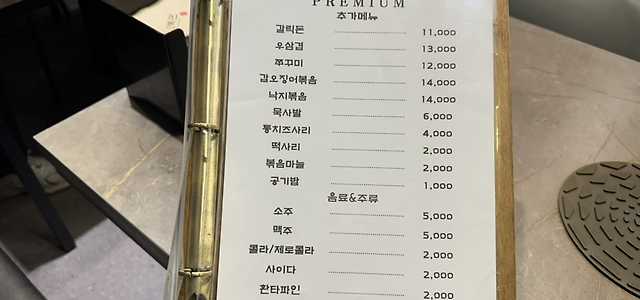 PREMIUM
추가메뉴
갈릭돈 11,000
우삼겹 13,000
쭈꾸미 12,000
갑오징어볶음 14,000
낙지볶음 14,000
묵사발 6,000
통치즈사리 4,000
떡사리 2,000
볶음마늘 2,000
공기밥 1,000
음료&주류
소주 5,000
맥주 5,000
콜라/제로콜라 2,000
사이다 2,000
환타파인 2,000